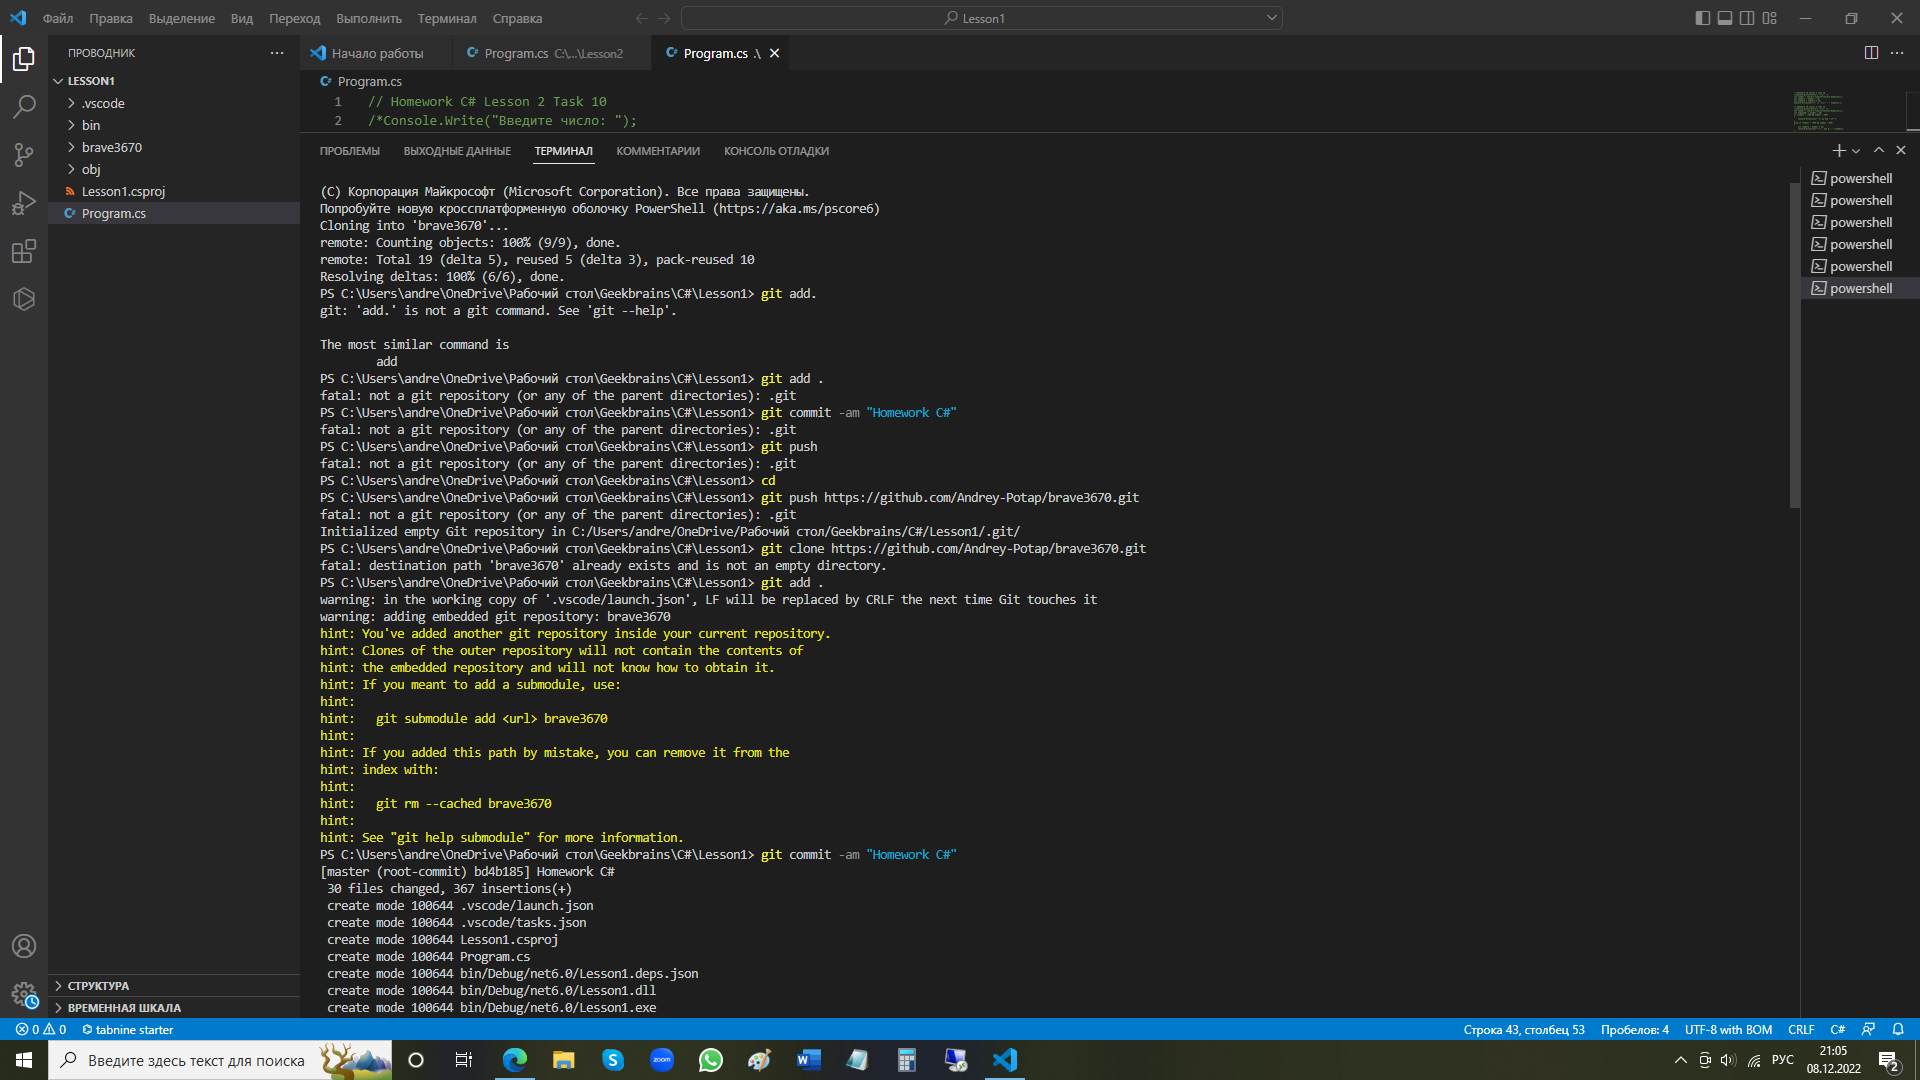 Файл Правка Выделение Вид Переход Выполнить Терминал Справка
Lesson1
ПРОВОДНИК
LESSON1
.vscode
bin
brave3670
obj
Lesson1.csproj
Program.cs
СТРУКТУРА
ВРЕМЕННАЯ ШКАЛА
Начало работы
Program.cs C:\...\Lesson2
Program.cs .\
Program.cs
1 // Homework C# Lesson 2 Task 10
2 /*Console.Write("Введите число: ");
ПРОБЛЕМЫ ВЫХОДНЫЕ ДАННЫЕ ТЕРМИНАЛ КОММЕНТАРИИ КОНСОЛЬ ОТЛАДКИ
(C) Корпорация Майкрософт (Microsoft Corporation). Все права защищены.
Попробуйте новую кроссплатформенную оболочку PowerShell (https://aka.ms/pscore6)
Cloning into 'brave3670'...
remote: Counting objects: 100% (9/9), done.
remote: Total 19 (delta 5), reused 5 (delta 3), pack-reused 10
Resolving deltas: 100% (6/6), done.
PS C:\Users\andre\OneDrive\Рабочий стол\Geekbrains\C#\Lesson1> git add.
git: 'add.' is not a git command. See 'git --help'.
The most similar command is
add
PS C:\Users\andre\OneDrive\Рабочий стол\Geekbrains\C#\Lesson1> git add .
fatal: not a git repository (or any of the parent directories): .git
PS C:\Users\andre\OneDrive\Рабочий стол\Geekbrains\C#\Lesson1> git commit -am "Homework C#"
fatal: not a git repository (or any of the parent directories): .git
PS C:\Users\andre\OneDrive\Рабочий стол\Geekbrains\C#\Lesson1> git push
fatal: not a git repository (or any of the parent directories): .git
PS C:\Users\andre\OneDrive\Рабочий стол\Geekbrains\C#\Lesson1> cd
PS C:\Users\andre\OneDrive\Рабочий стол\Geekbrains\C#\Lesson1> git push https://github.com/Andrey-Potap/brave3670.git
fatal: not a git repository (or any of the parent directories): .git
Initialized empty Git repository in C:/Users/andre/OneDrive/Рабочий стол/Geekbrains/C#/Lesson1/.git/
PS C:\Users\andre\OneDrive\Рабочий стол\Geekbrains\C#\Lesson1> git clone https://github.com/Andrey-Potap/brave3670.git
fatal: destination path 'brave3670' already exists and is not an empty directory.
PS C:\Users\andre\OneDrive\Рабочий стол\Geekbrains\C#\Lesson1> git add .
warning: in the working copy of '.vscode/launch.json', LF will be replaced by CRLF the next time Git touches it
warning: adding embedded git repository: brave3670
hint: You've added another git repository inside your current repository.
hint: Clones of the outer repository will not contain the contents of
hint: the embedded repository and will not know how to obtain it.
hint: If you meant to add a submodule, use:
hint:
hint: git submodule add <url> brave3670
hint:
hint: If you added this path by mistake, you can remove it from the
hint: index with:
hint:
hint: git rm --cached brave3670
hint:
hint: See "git help submodule" for more information.
PS C:\Users\andre\OneDrive\Рабочий стол\Geekbrains\C#\Lesson1> git commit -am "Homework C#"
[master (root-commit) bd4b185] Homework C#
30 files changed, 367 insertions(+)
create mode 100644 .vscode/launch.json
create mode 100644 .vscode/tasks.json
create mode 100644 Lesson1.csproj
create mode 100644 Program.cs
create mode 100644 bin/Debug/net6.0/Lesson1.deps.json
create mode 100644 bin/Debug/net6.0/Lesson1.dll
create mode 100644 bin/Debug/net6.0/Lesson1.exe
powershell
powershell
powershell
powershell
powershell
powershell
0 0 tabnine starter
Строка 43, столбец 53 Пробелов: 4 UTF-8 with BOM CRLF C#
Введите здесь текст для поиска
zoom
РУС
21:05
08.12.2022
2